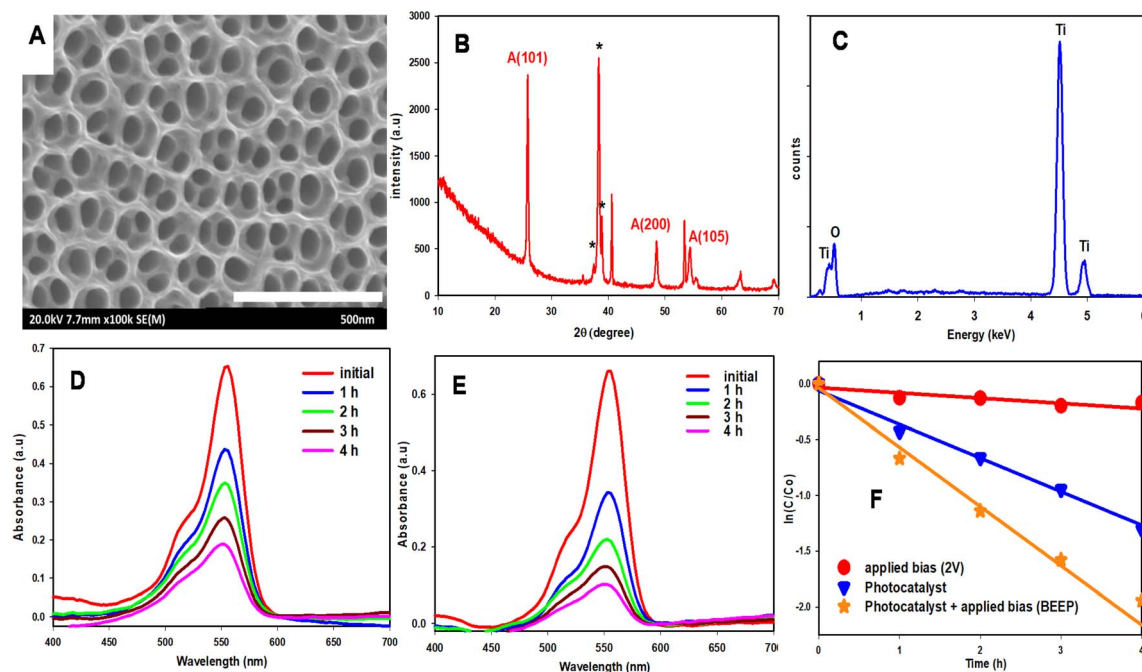 A
20.0kV 7.7mm x100k SE(M)
500nm
B
3000
2500
2000
1500
1000
500
0
intensity (a.u)
A(101)
*
*
*
A(200)
A(105)
10
20
30
40
50
60
70
2θ (degree)
C
counts
Ti
O
Ti
Ti
1
2
3
4
5
6
Energy (keV)
D
0.7
0.6
0.5
0.4
0.3
0.2
0.1
0.0
Absorbance (a.u)
initial
1 h
2 h
3 h
4 h
400
450
500
550
600
650
700
Wavelength (nm)
E
0.6
0.4
0.2
0.0
Absorbance (a.u)
initial
1 h
2 h
3 h
4 h
400
450
500
550
600
650
700
Wavelength (nm)
F
0.0
-0.5
-1.0
-1.5
-2.0
ln(C/Co)
applied bias (2V)
Photocatalyst
Photocatalyst + applied bias (BEEP)
0
1
2
3
4
Time (h)